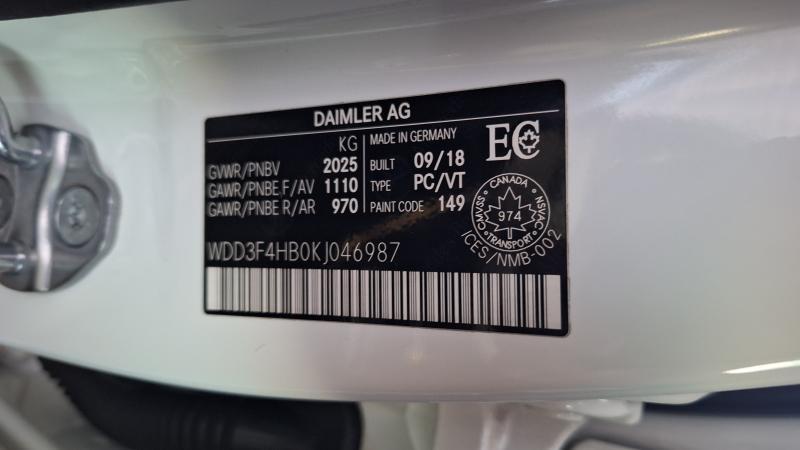 DAIMLER AG
KG
GVWR/PNBV 2025
GAWR/PNBE F/AV 1110
GAWR/PNBE R/AR 970
MADE IN GERMANY
BUILT 09/18
TYPE PC/VT
PAINT CODE 149
EC
CANADA
CMVSS
974
NSVAC
TRANSPORT
ICES/NMB-002
WDD3F4HB0KJ046987